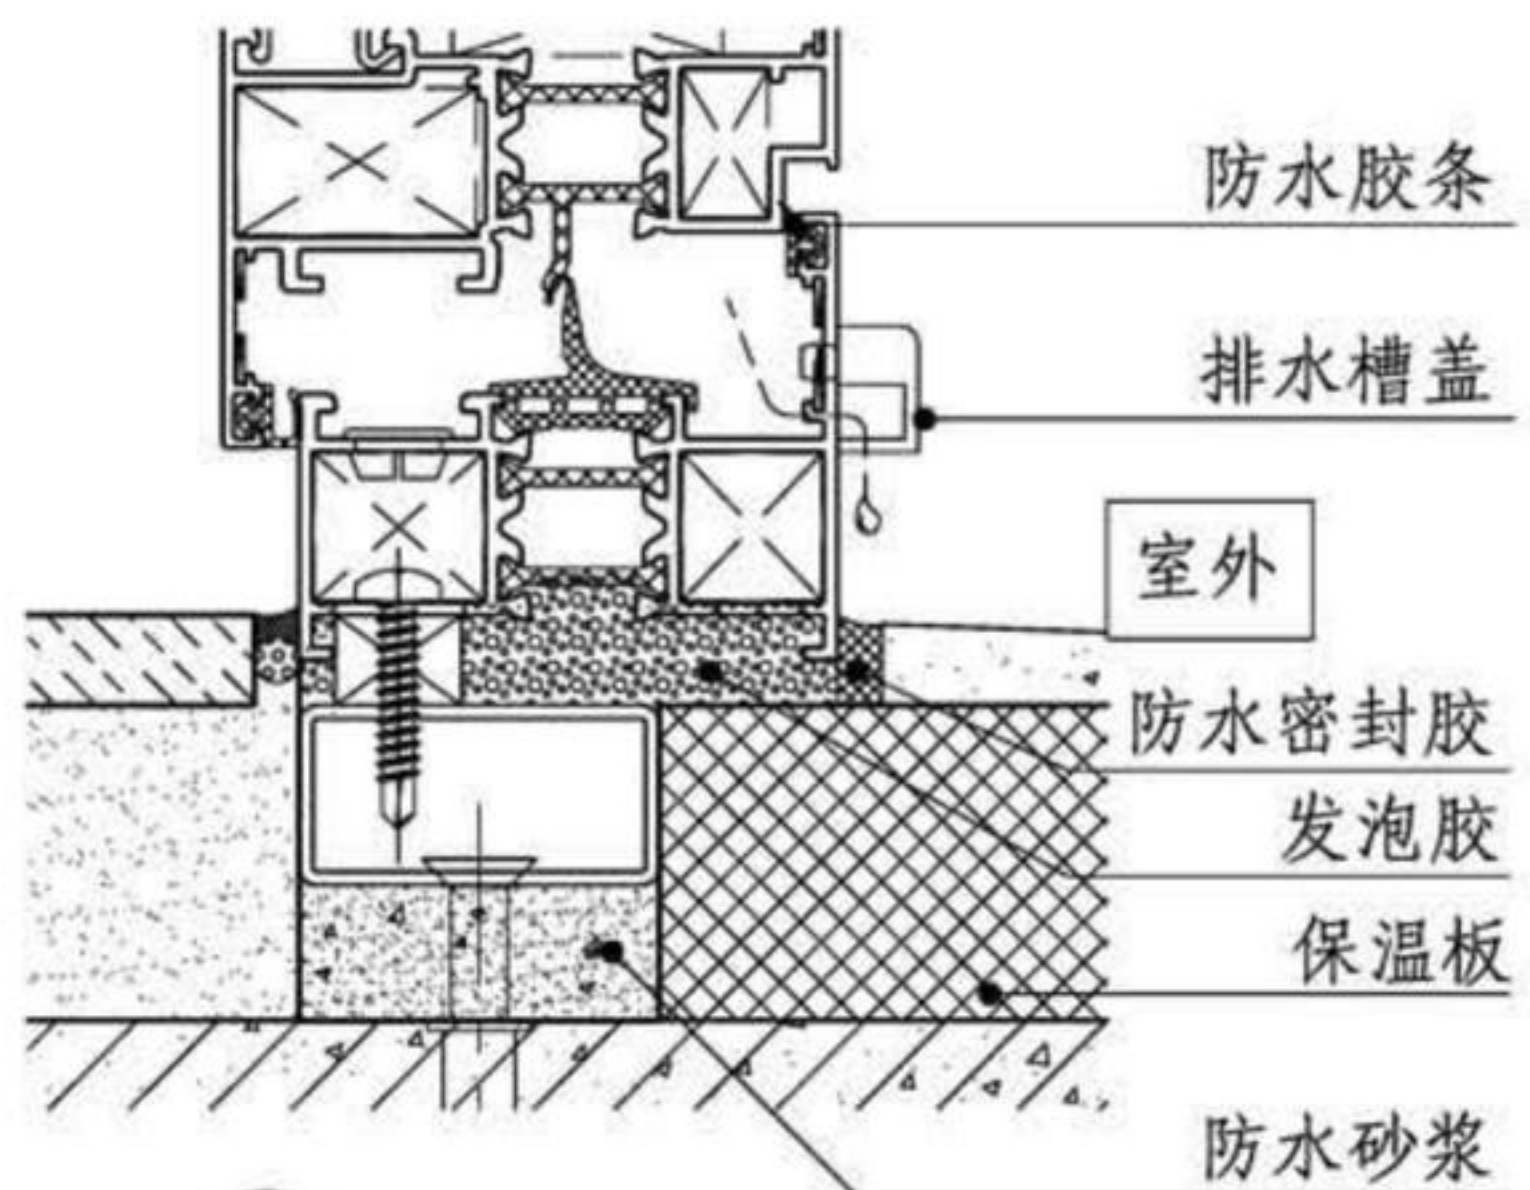 防水胶条
排水槽盖
室外
防水密封胶
发泡胶
保温板
防水砂浆